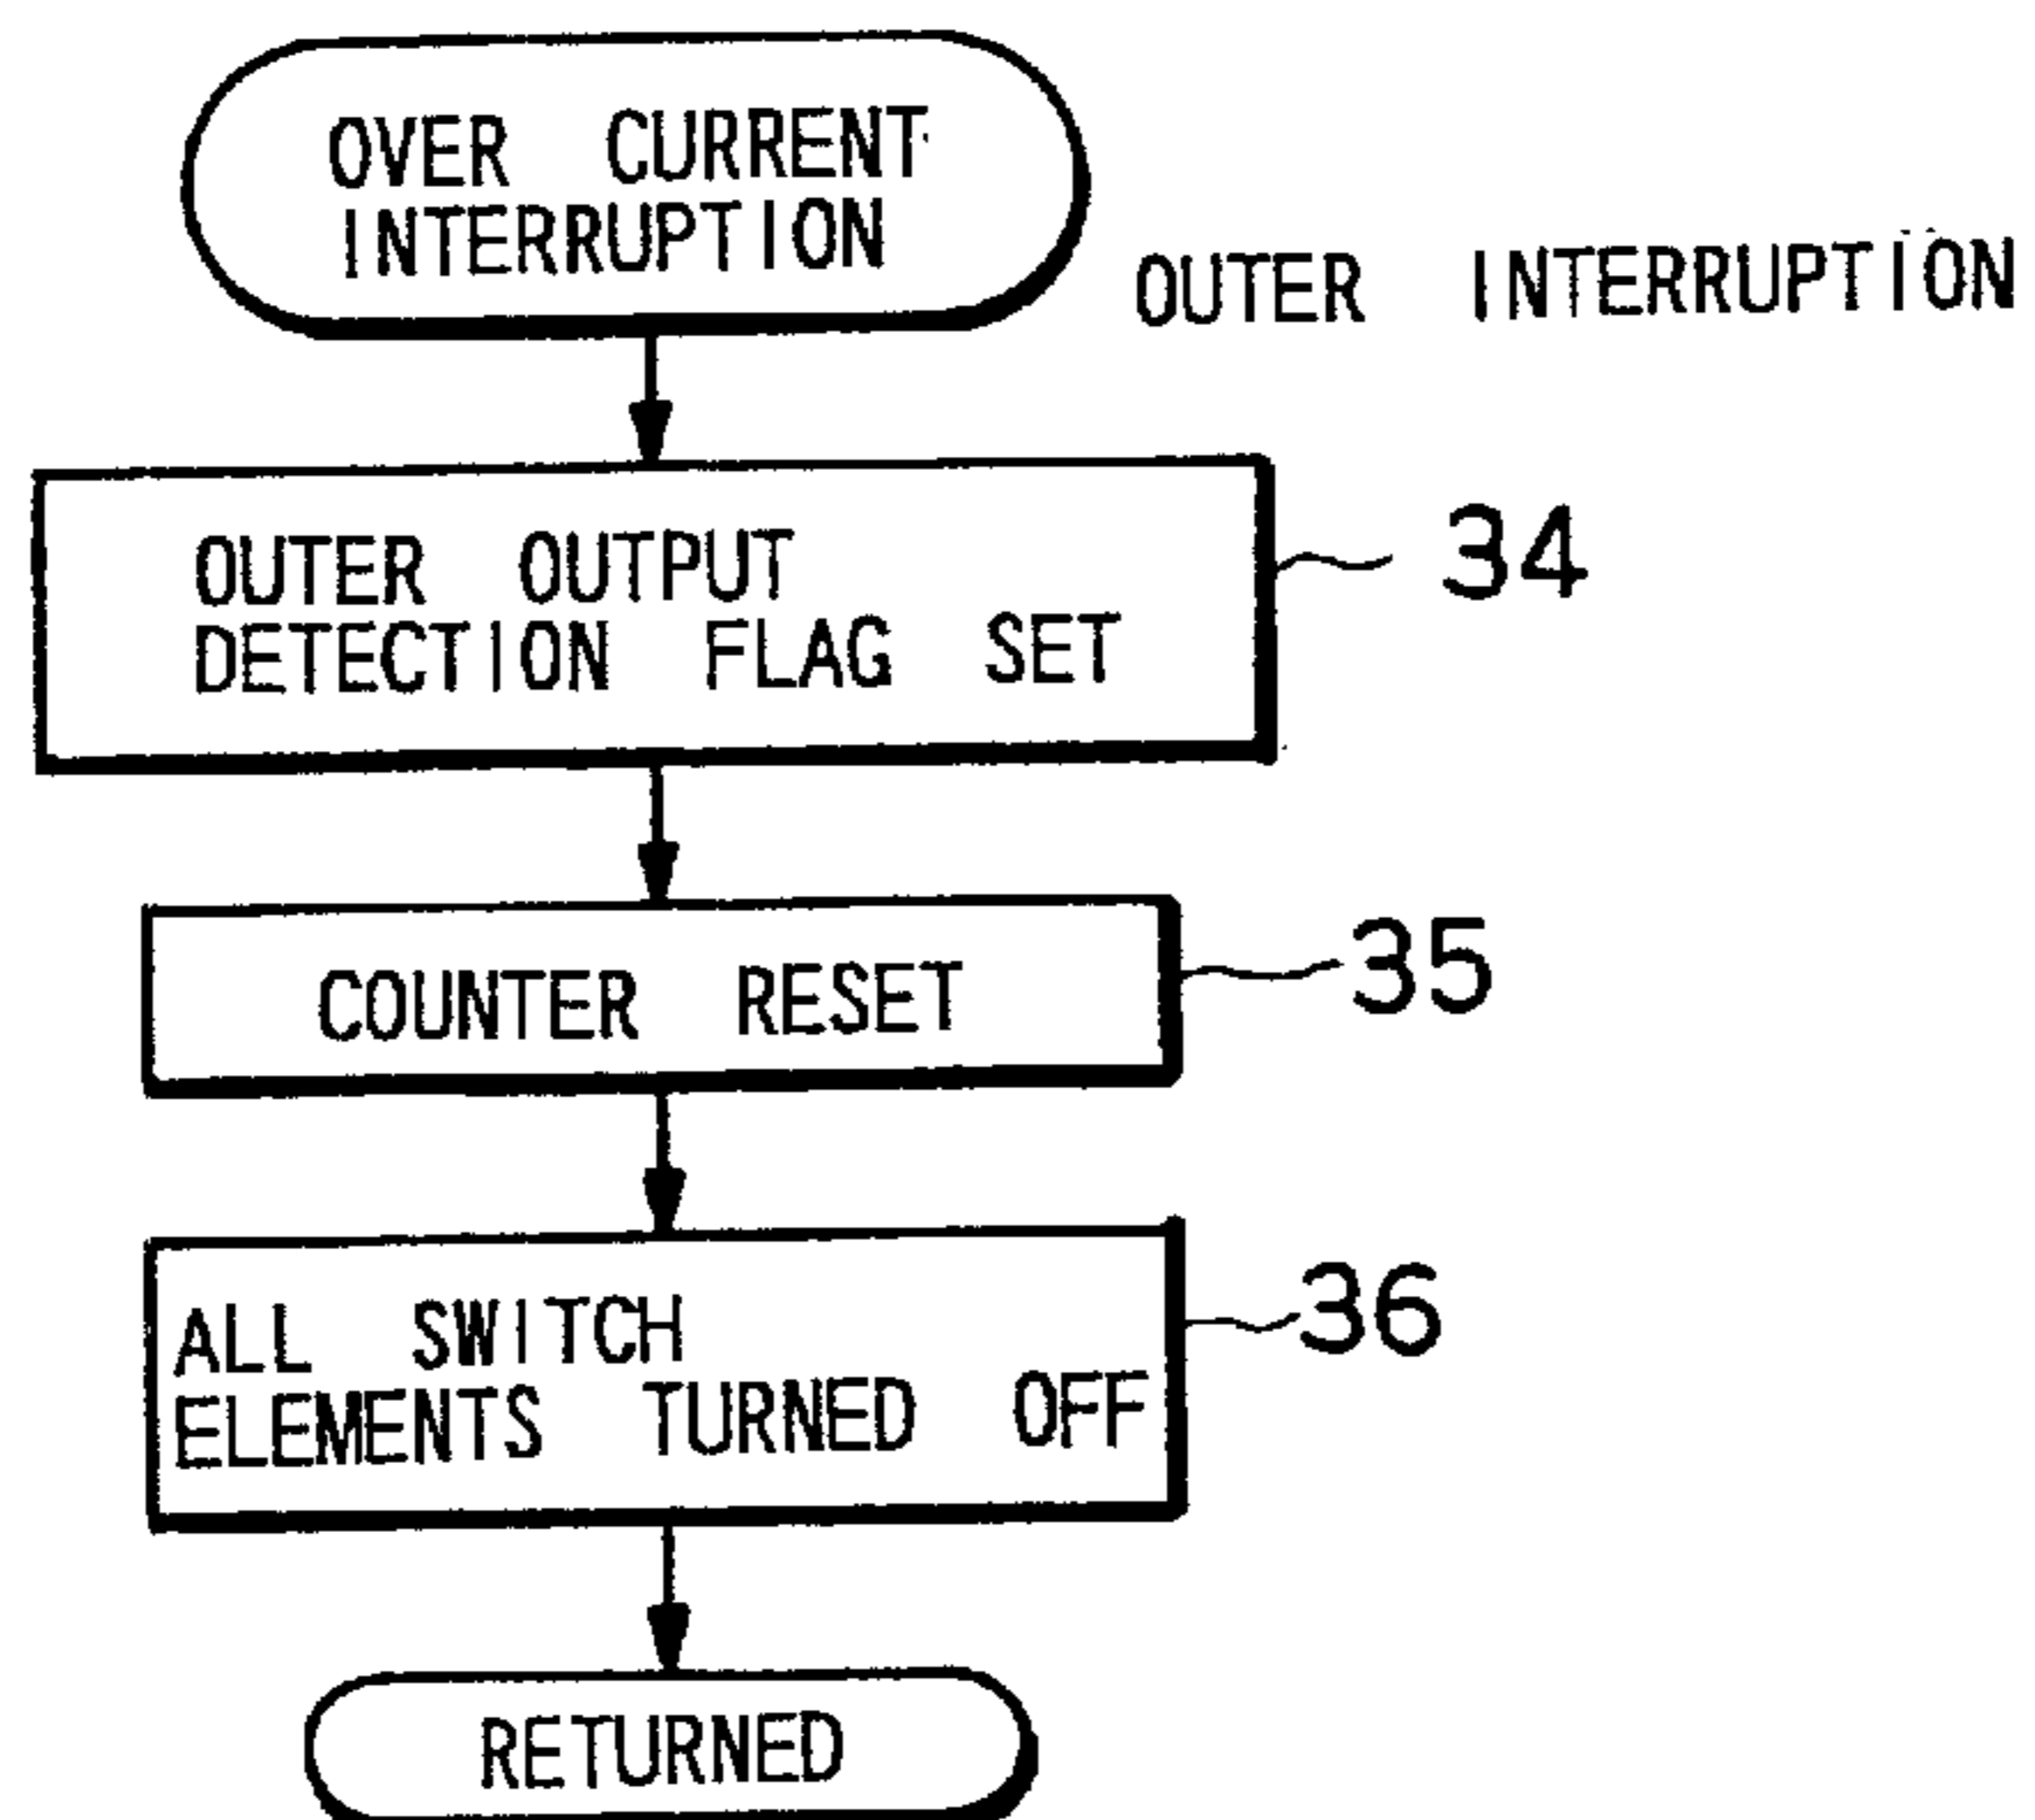 OVER CURRENT
INTERRUPTION
OUTER INTERRUPTION
OUTER OUTPUT
DETECTION FLAG SET
34
COUNTER RESET
35
ALL SWITCH
ELEMENTS TURNED OFF
36
RETURNED